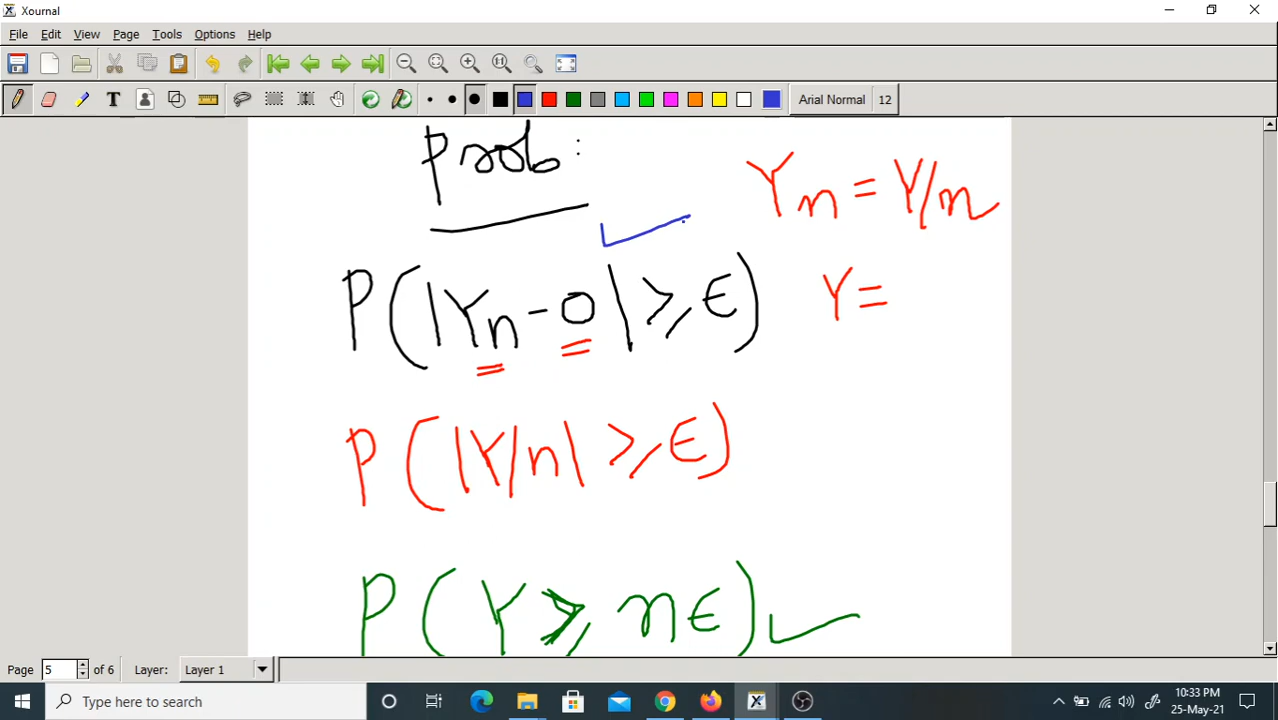 Xournal
File Edit View Page Tools Options Help
Arial Normal 12
Prob :
Yn = Y/n
P(|Yn - 0| ≥ ϵ)
Y =
P(|Y/n| ≥ ϵ)
P(Y ≥ nϵ)
Page 5 of 6 Layer: Layer 1
Type here to search
10:33 PM
25-May-21